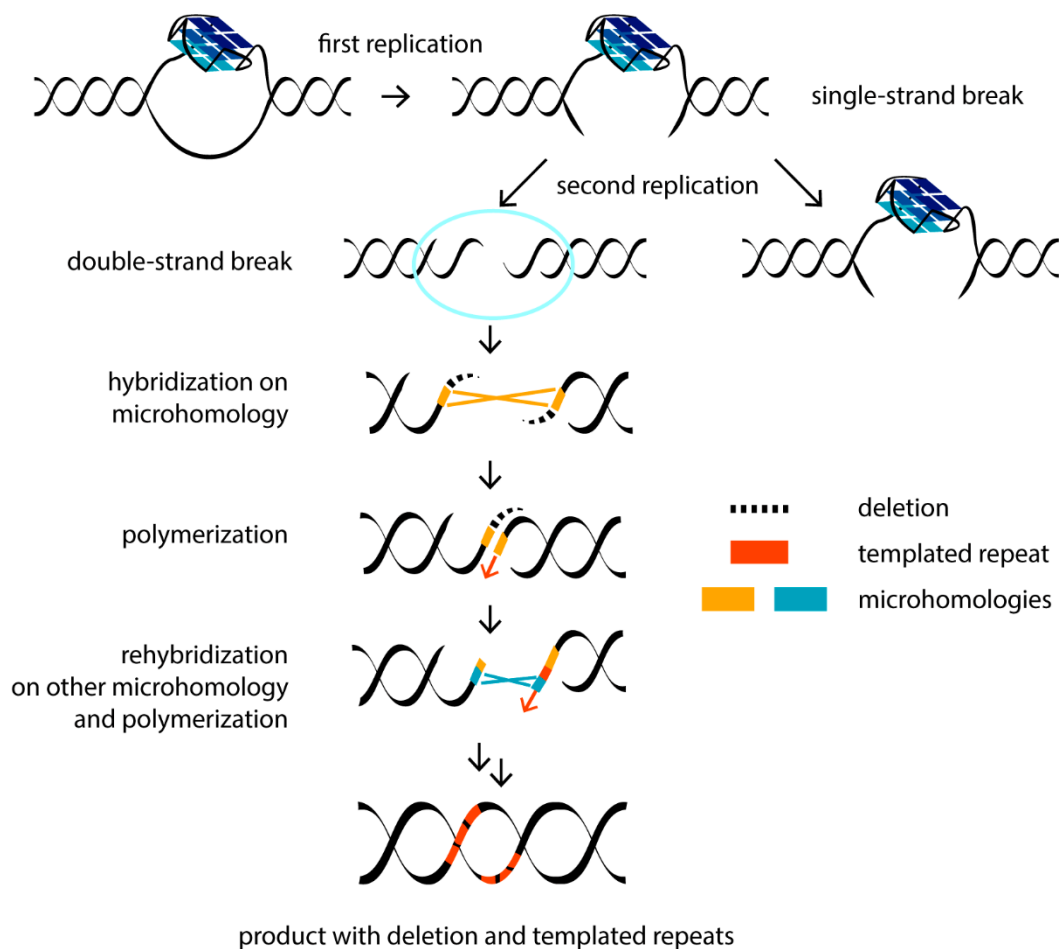 first replication
single-strand break
second replication
double-strand break
hybridization on
microhomology
polymerization
deletion
templated repeat
microhomologies
rehybridization
on other microhomology
and polymerization
product with deletion and templated repeats